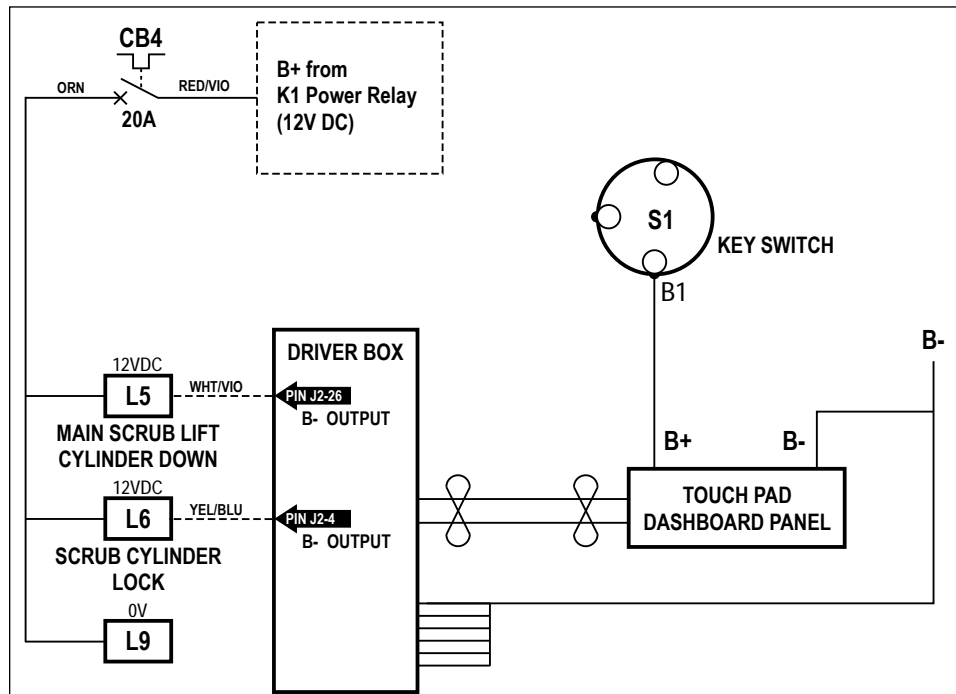 CB4
ORN
RED/VIO
20A
B+ from
K1 Power Relay
(12V DC)
S1
KEY SWITCH
B1
B-
DRIVER BOX
12VDC
L5
WHT/VIO
PIN J2-26
B- OUTPUT
MAIN SCRUB LIFT
CYLINDER DOWN
B+
B-
TOUCH PAD
DASHBOARD PANEL
12VDC
L6
YEL/BLU
PIN J2-4
B- OUTPUT
SCRUB CYLINDER
LOCK
0V
L9